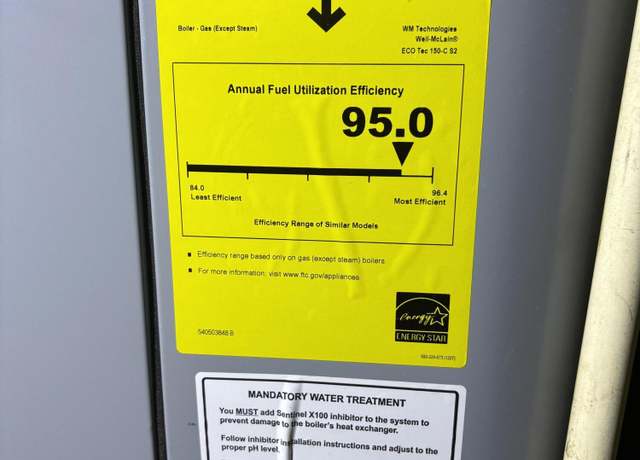 Boiler - Gas (Except Steam)
WM Technologies
Weil-McLain®
ECO Tec 150-C S2
Annual Fuel Utilization Efficiency
95.0
84.0
Least Efficient
96.4
Most Efficient
Efficiency Range of Similar Models
▪ Efficiency range based only on gas (except steam) boilers
▪ For more information, visit www.ftc.gov/appliances.
energy
ENERGY STAR
540503848 B
MANDATORY WATER TREATMENT
You MUST add Sentinel X100 inhibitor to the system to
prevent damage to the boiler's heat exchanger.
Follow inhibitor installation instructions and adjust to the
proper pH level.